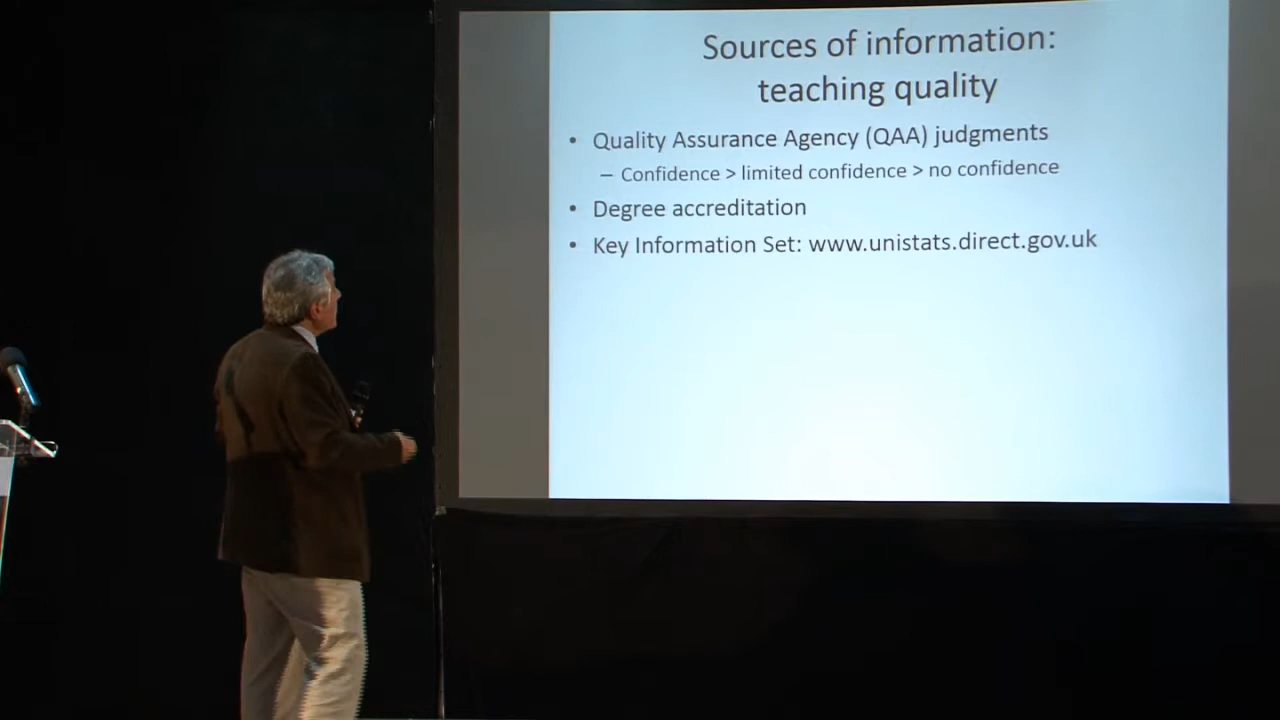 Sources of information:
teaching quality
• Quality Assurance Agency (QAA) judgments
– Confidence > limited confidence > no confidence
• Degree accreditation
• Key Information Set: www.unistats.direct.gov.uk